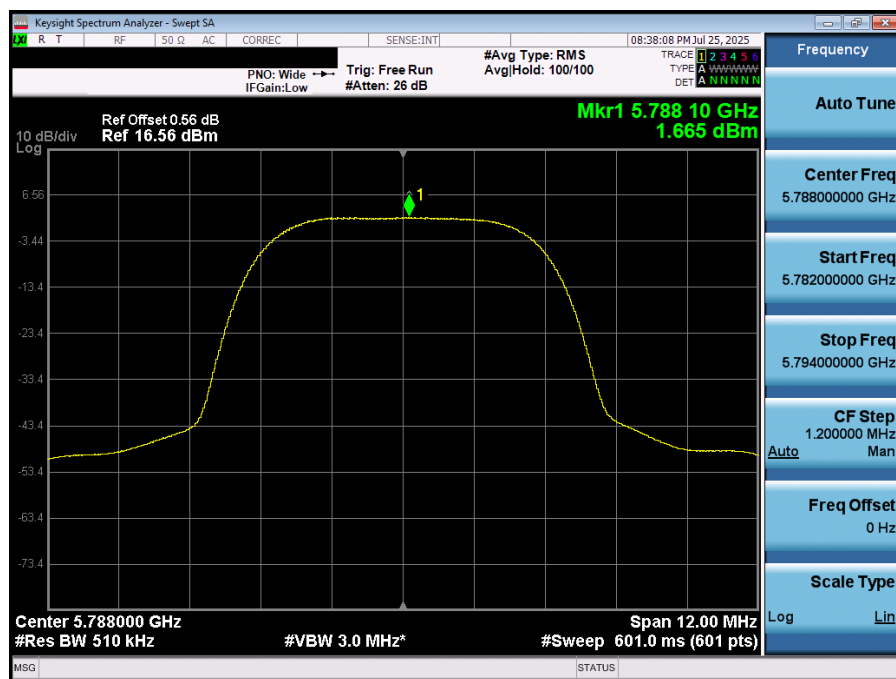 Keysight Spectrum Analyzer - Swept SA
LXI R T RF 50 Ω AC CORREC SENSE:INT 08:38:08 PM Jul 25, 2025
Frequency
#Avg Type: RMS
TRACE 1 2 3 4 5 6
PNO: Wide
Trig: Free Run
Avg|Hold: 100/100
TYPE A WWWWW
IFGain:Low
#Atten: 26 dB
DET A N N N N N
Auto Tune
Mkr1 5.788 10 GHz
1.665 dBm
Ref Offset 0.56 dB
10 dB/div
Ref 16.56 dBm
Log
6.56
-3.44
-13.4
-23.4
-33.4
-43.4
-53.4
-63.4
-73.4
1
Center Freq
5.788000000 GHz
Start Freq
5.782000000 GHz
Stop Freq
5.794000000 GHz
CF Step
1.200000 MHz
Auto Man
Freq Offset
0 Hz
Scale Type
Log Lin
Center 5.788000 GHz
Span 12.00 MHz
#Res BW 510 kHz
#VBW 3.0 MHz*
#Sweep 601.0 ms (601 pts)
MSG
STATUS